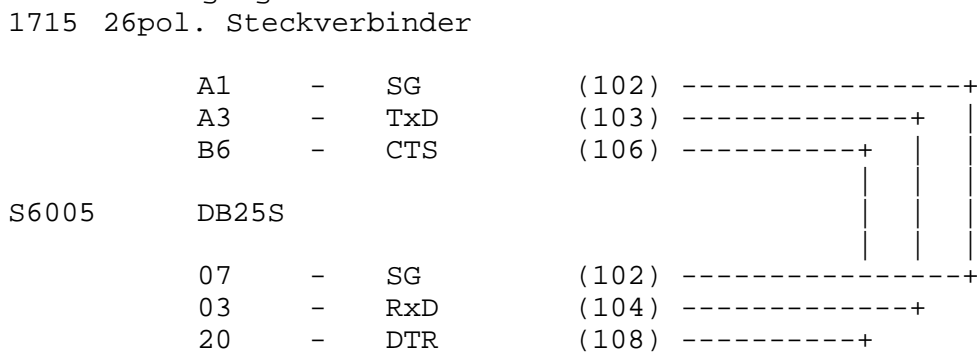 1715 26pol. Steckverbinder
A1 - SG (102) ----------------+
A3 - TxD (103) -------------+ |
B6 - CTS (106) ----------+ | |
| | |
S6005 DB25S | | |
| | |
07 - SG (102) ----------------+
03 - RxD (104) -------------+
20 - DTR (108) ----------+